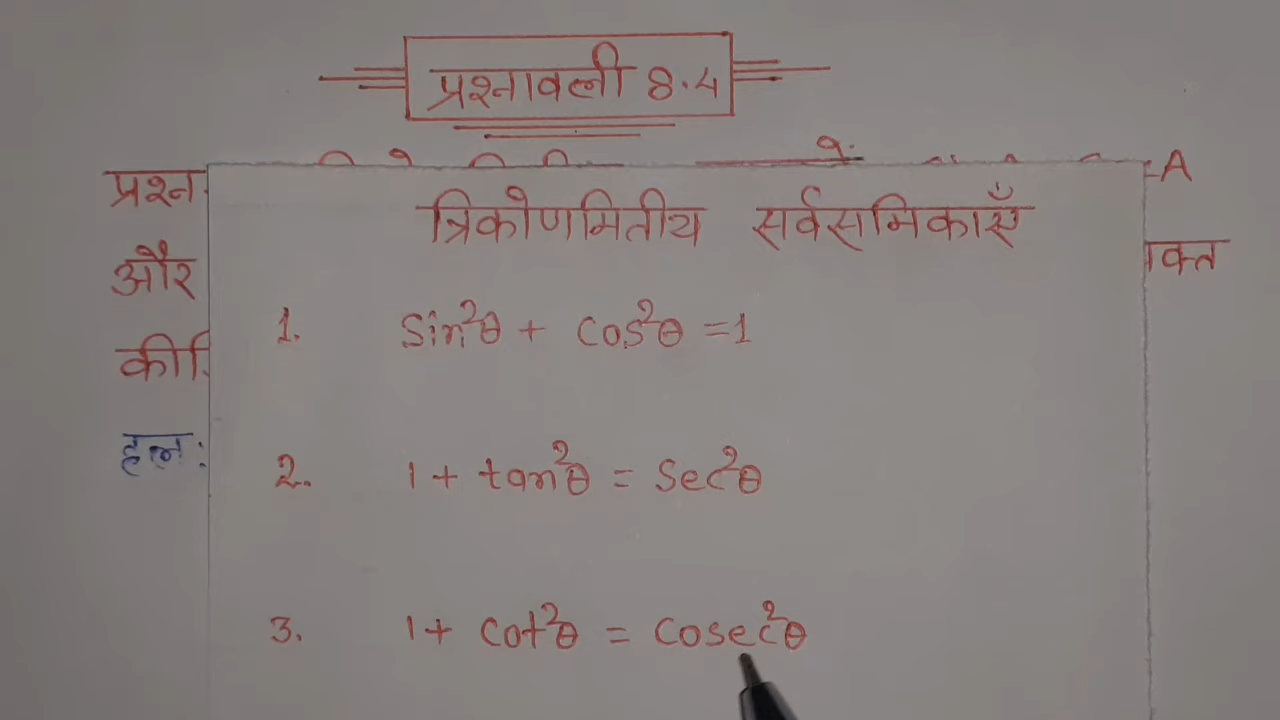 प्रश्नावली 8.4
प्रश्न -A
त्रिकोणमितीय सर्वसमिकाएँ
और क्त
1. Sin²θ + Cos²θ = 1
की
हल:
2. 1 + tan²θ = Sec²θ
3. 1 + Cot²θ = Cosec²θ